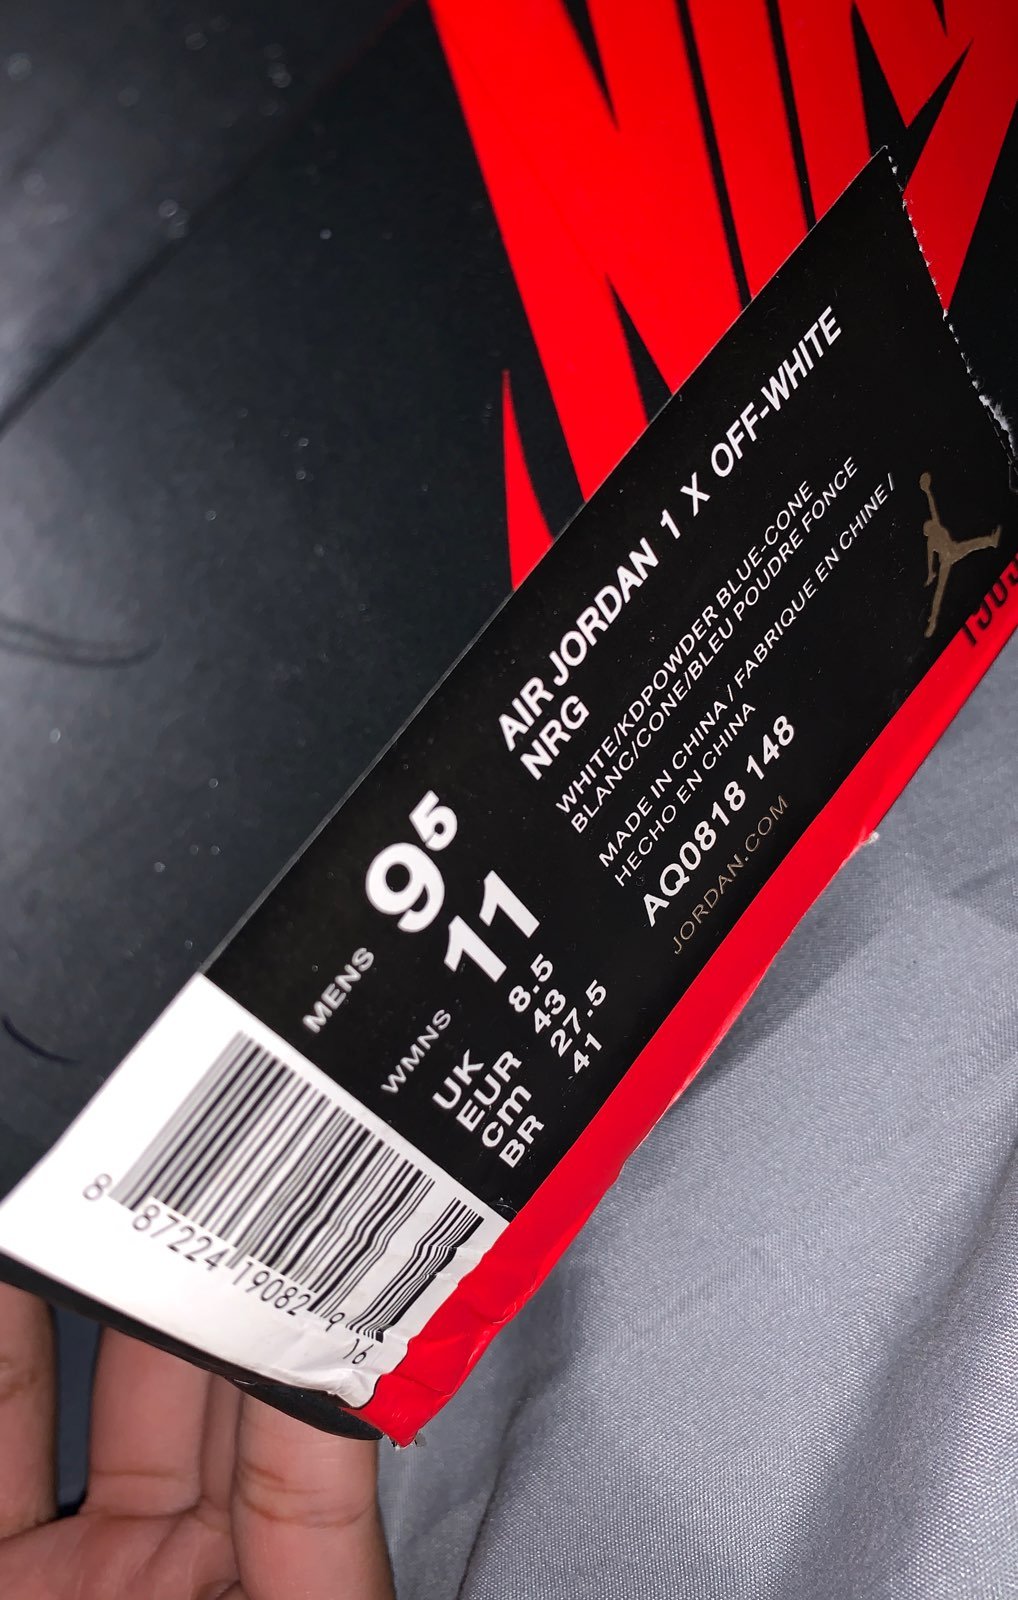 AIR JORDAN 1 X OFF-WHITE
NRG
WHITE/KDPOWDER BLUE-CONE
BLANC/CONE/BLEU POUDRE FONCE
MADE IN CHINA / FABRIQUE EN CHINE /
HECHO EN CHINA
AQ0818 148
JORDAN.COM
MENS 9.5
WMNS 11
UK 8.5
EUR 43
cm 27.5
BR 41
8 87224 19082 9